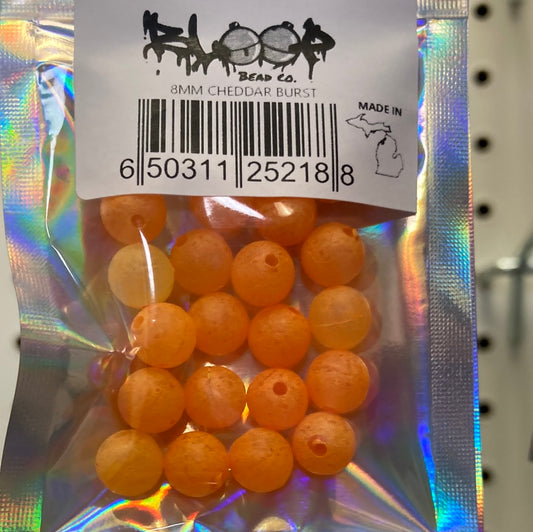 BLOOP
BEAD CO.
8MM CHEDDAR BURST
MADE IN
6 50311 25218 8